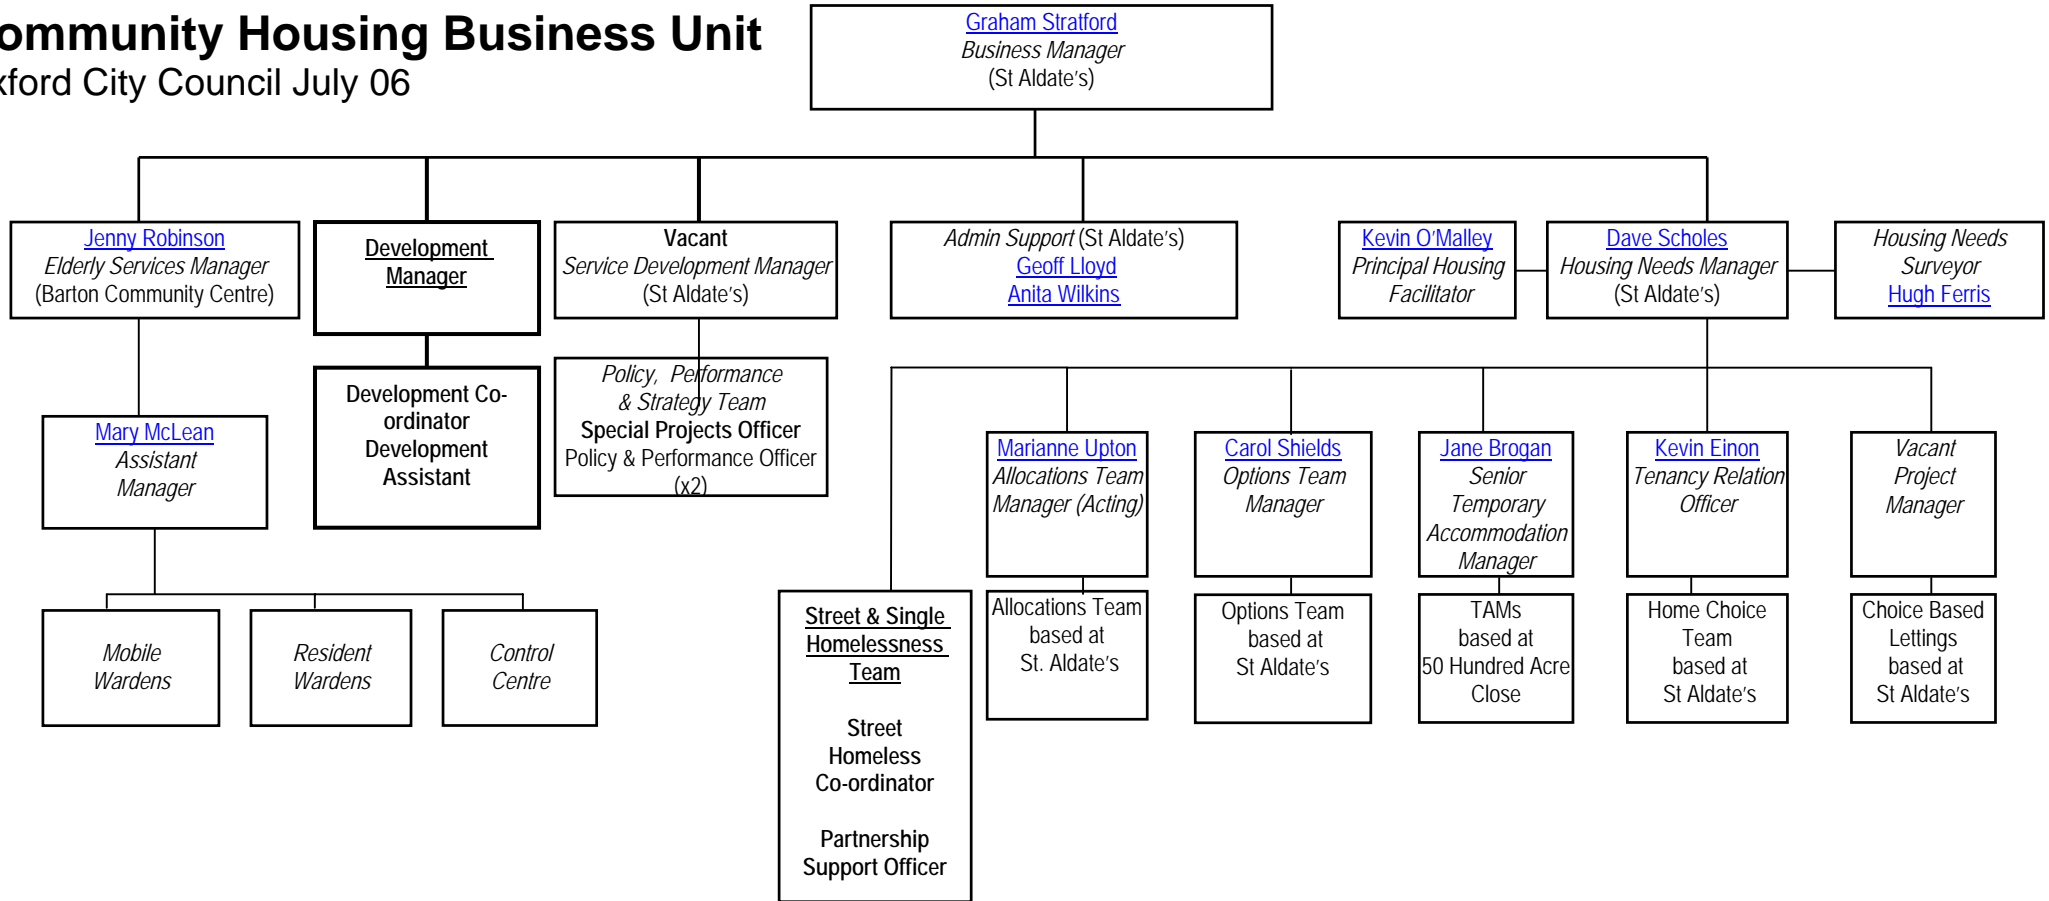 ommunity Housing Business Unit
xford City Council July 06
Graham Stratford
Business Manager
(St Aldate's)
Jenny Robinson
Elderly Services Manager
(Barton Community Centre)
Development
Manager
Vacant
Service Development Manager
(St Aldate's)
Admin Support (St Aldate's)
Geoff Lloyd
Anita Wilkins
Kevin O'Malley
Principal Housing
Facilitator
Dave Scholes
Housing Needs Manager
(St Aldate's)
Housing Needs
Surveyor
Hugh Ferris
Mary McLean
Assistant
Manager
Development Co-
ordinator
Development
Assistant
Policy, Performance
& Strategy Team
Special Projects Officer
Policy & Performance Officer
(x2)
Marianne Upton
Allocations Team
Manager (Acting)
Carol Shields
Options Team
Manager
Jane Brogan
Senior
Temporary
Accommodation
Manager
Kevin Einon
Tenancy Relation
Officer
Vacant
Project
Manager
Mobile
Wardens
Resident
Wardens
Control
Centre
Street & Single
Homelessness
Team
Street
Homeless
Co-ordinator
Partnership
Support Officer
Allocations Team
based at
St. Aldate's
Options Team
based at
St Aldate's
TAMs
based at
50 Hundred Acre
Close
Home Choice
Team
based at
St Aldate's
Choice Based
Lettings
based at
St Aldate's